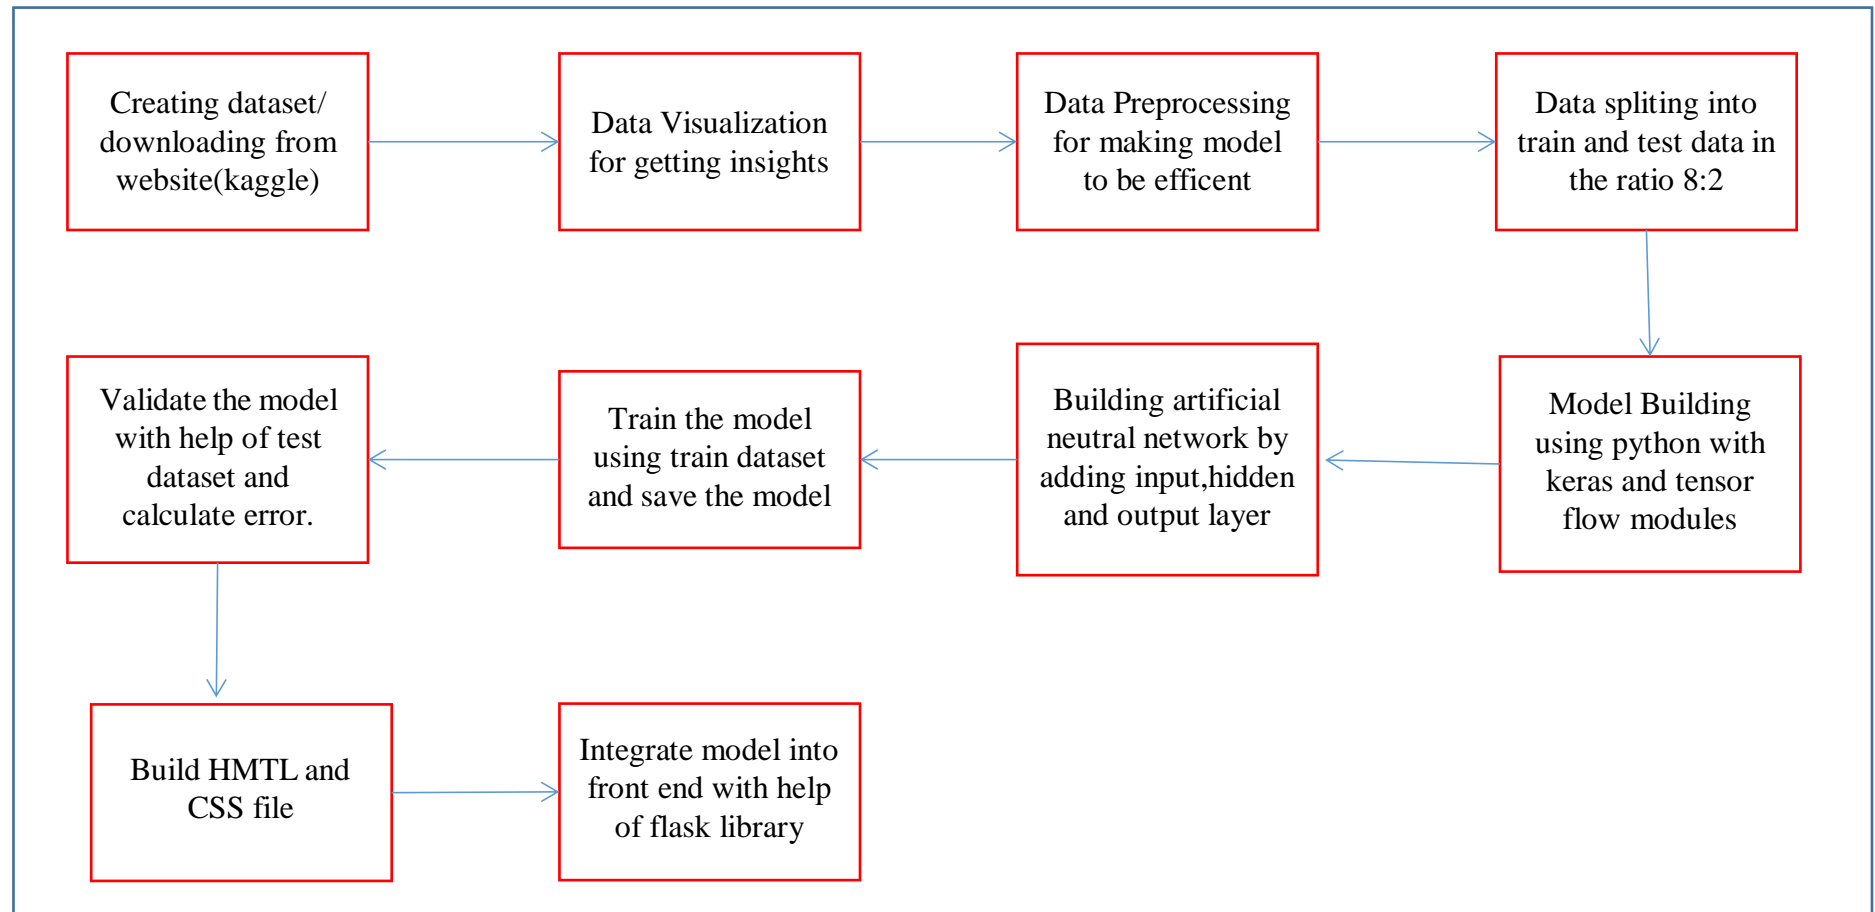 Creating dataset/
downloading from
website(kaggle)
Data Visualization
for getting insights
Data Preprocessing
for making model
to be efficent
Data spliting into
train and test data in
the ratio 8:2
Model Building
using python with
keras and tensor
flow modules
Building artificial
neutral network by
adding input,hidden
and output layer
Train the model
using train dataset
and save the model
Validate the model
with help of test
dataset and
calculate error.
Build HMTL and
CSS file
Integrate model into
front end with help
of flask library